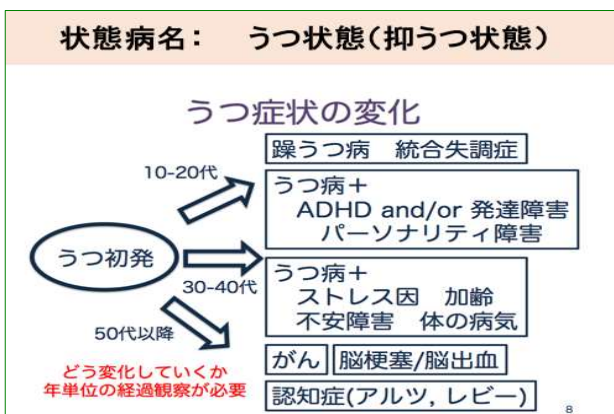 状態病名： うつ状態（抑うつ状態）
うつ症状の変化
躁うつ病 統合失調症
10-20代
うつ病＋
ADHD and/or 発達障害
パーソナリティ障害
うつ初発
30-40代
うつ病＋
ストレス因 加齢
不安障害 体の病気
50代以降
がん 脳梗塞/脳出血
認知症(アルツ, レビー)
どう変化していくか
年単位の経過観察が必要
8